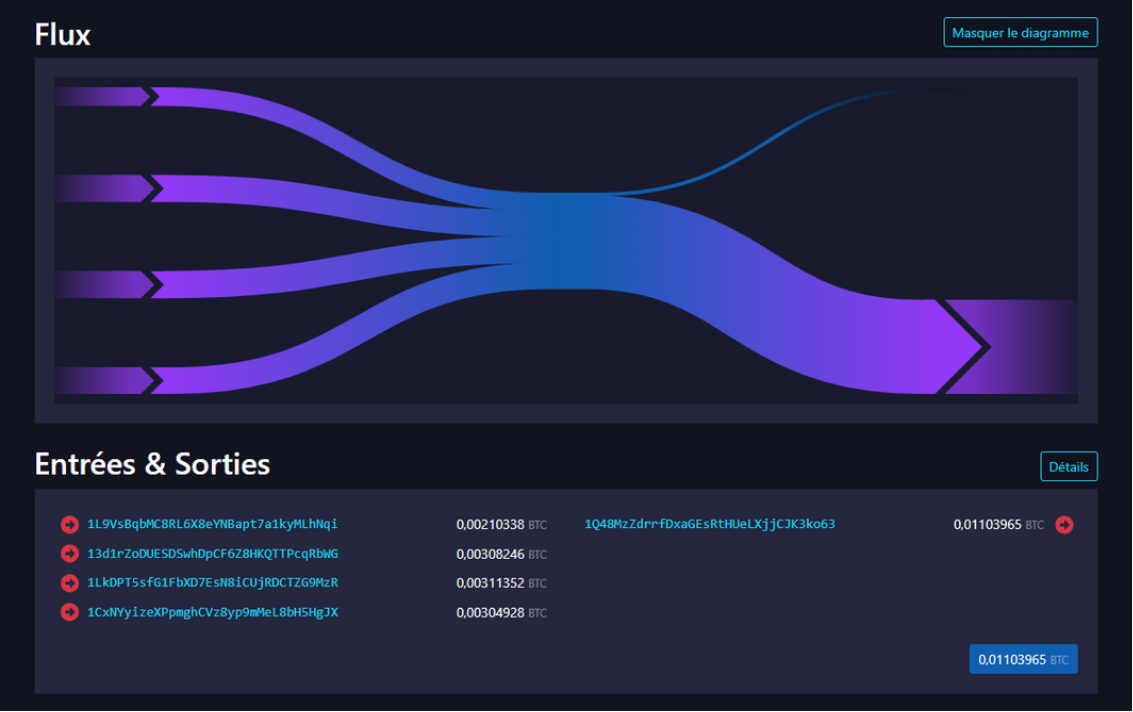 Flux
Masquer le diagramme
Entrées & Sorties
Détails
1L9VsBqbMC8RL6X8eYNBapt7a1kyMLhNqi 0,00210338 BTC 1Q48MzZdrrfDxaGEsRtHUeLXjjCJK3ko63 0,01103965 BTC
13d1rZoDUESDSwhDpCF6Z8HKQTTPcqRbWG 0,00308246 BTC
1LkDPT5sfG1FbXD7EsN8iCUjRDCTZG9MzR 0,00311352 BTC
1CxNYyizeXPpmghCVz8yp9mMeL8bH5HgJX 0,00304928 BTC
0,01103965 BTC